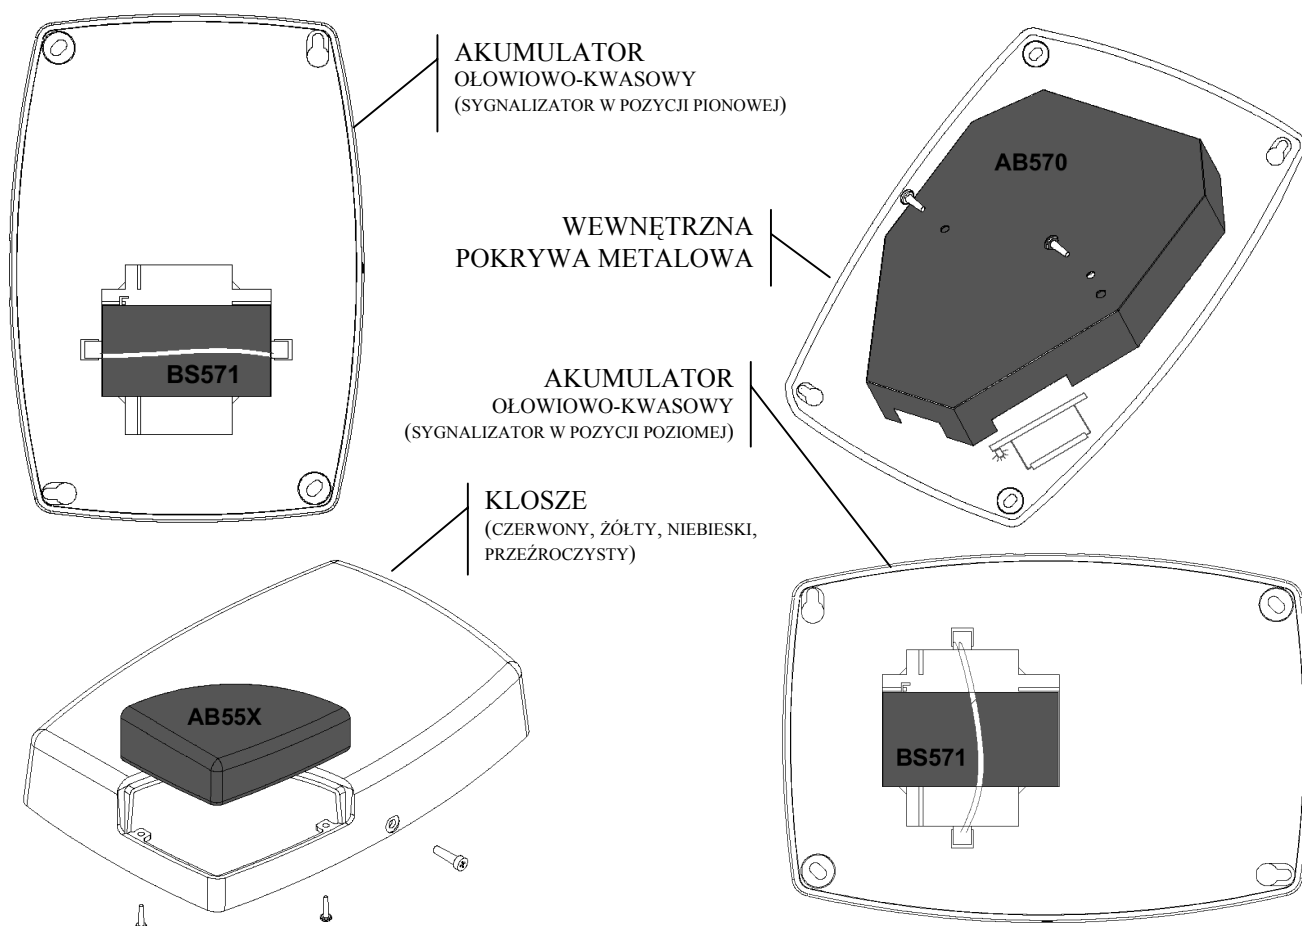 AKUMULATOR
OŁOWIOWO-KWASOWY
(SYGNALIZATOR W POZYCJI PIONOWEJ)
BS571
AB570
WEWNĘTRZNA
POKRYWA METALOWA
AKUMULATOR
OŁOWIOWO-KWASOWY
(SYGNALIZATOR W POZYCJI POZIOMEJ)
KLOSZE
(CZERWONY, ŻÓŁTY, NIEBIESKI,
PRZEŹROCZYSTY)
AB55X
BS571